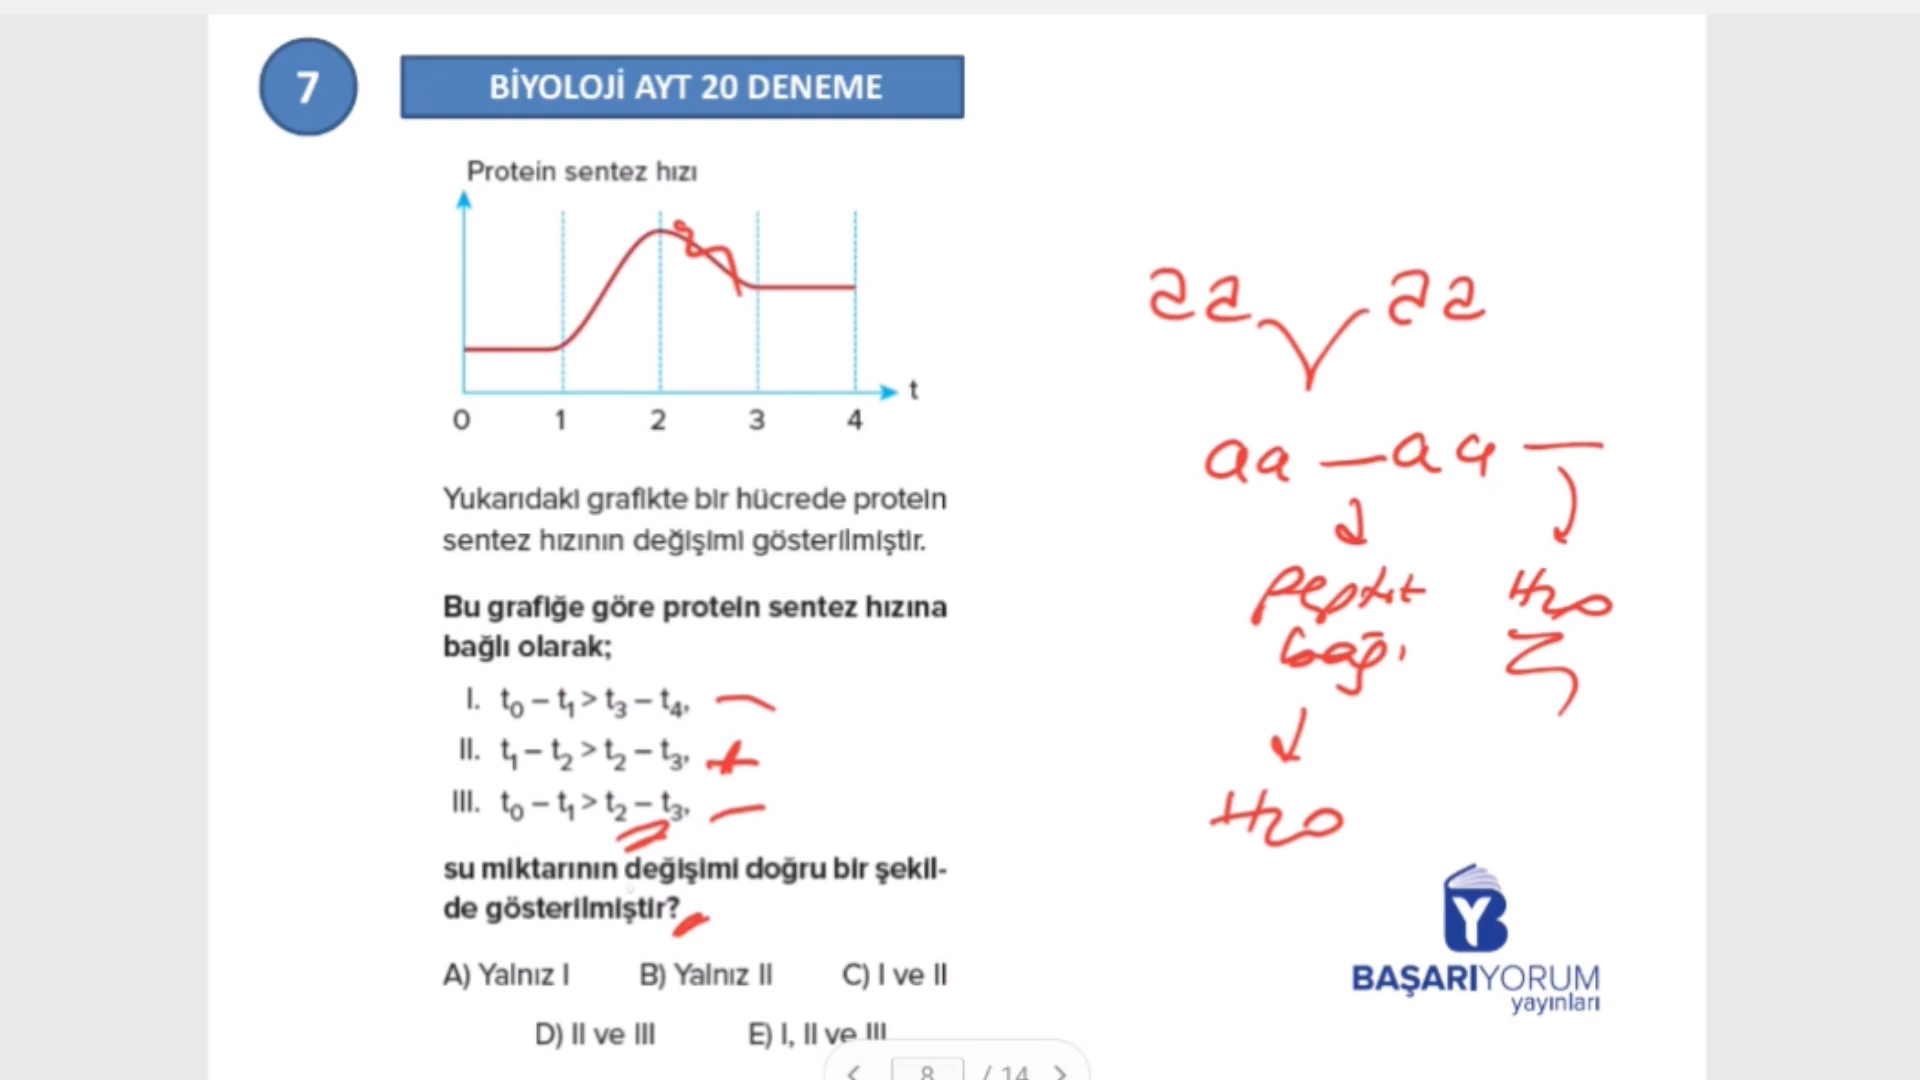 7
BİYOLOJİ AYT 20 DENEME
Protein sentez hızı
t
0 1 2 3 4
Yukarıdaki grafikte bir hücrede protein
sentez hızının değişimi gösterilmiştir.
Bu grafiğe göre protein sentez hızına
bağlı olarak;
I. t₀ – t₁ > t₃ – t₄,
II. t₁ – t₂ > t₂ – t₃,
III. t₀ – t₁ > t₂ – t₃,
su miktarının değişimi doğru bir şekil-
de gösterilmiştir?
A) Yalnız I B) Yalnız II C) I ve II
D) II ve III E) I, II ve III
aa aa
aa — aa —
peptit H₂O
bağı
H₂O
BAŞARIYORUM
yayınları
8 / 14